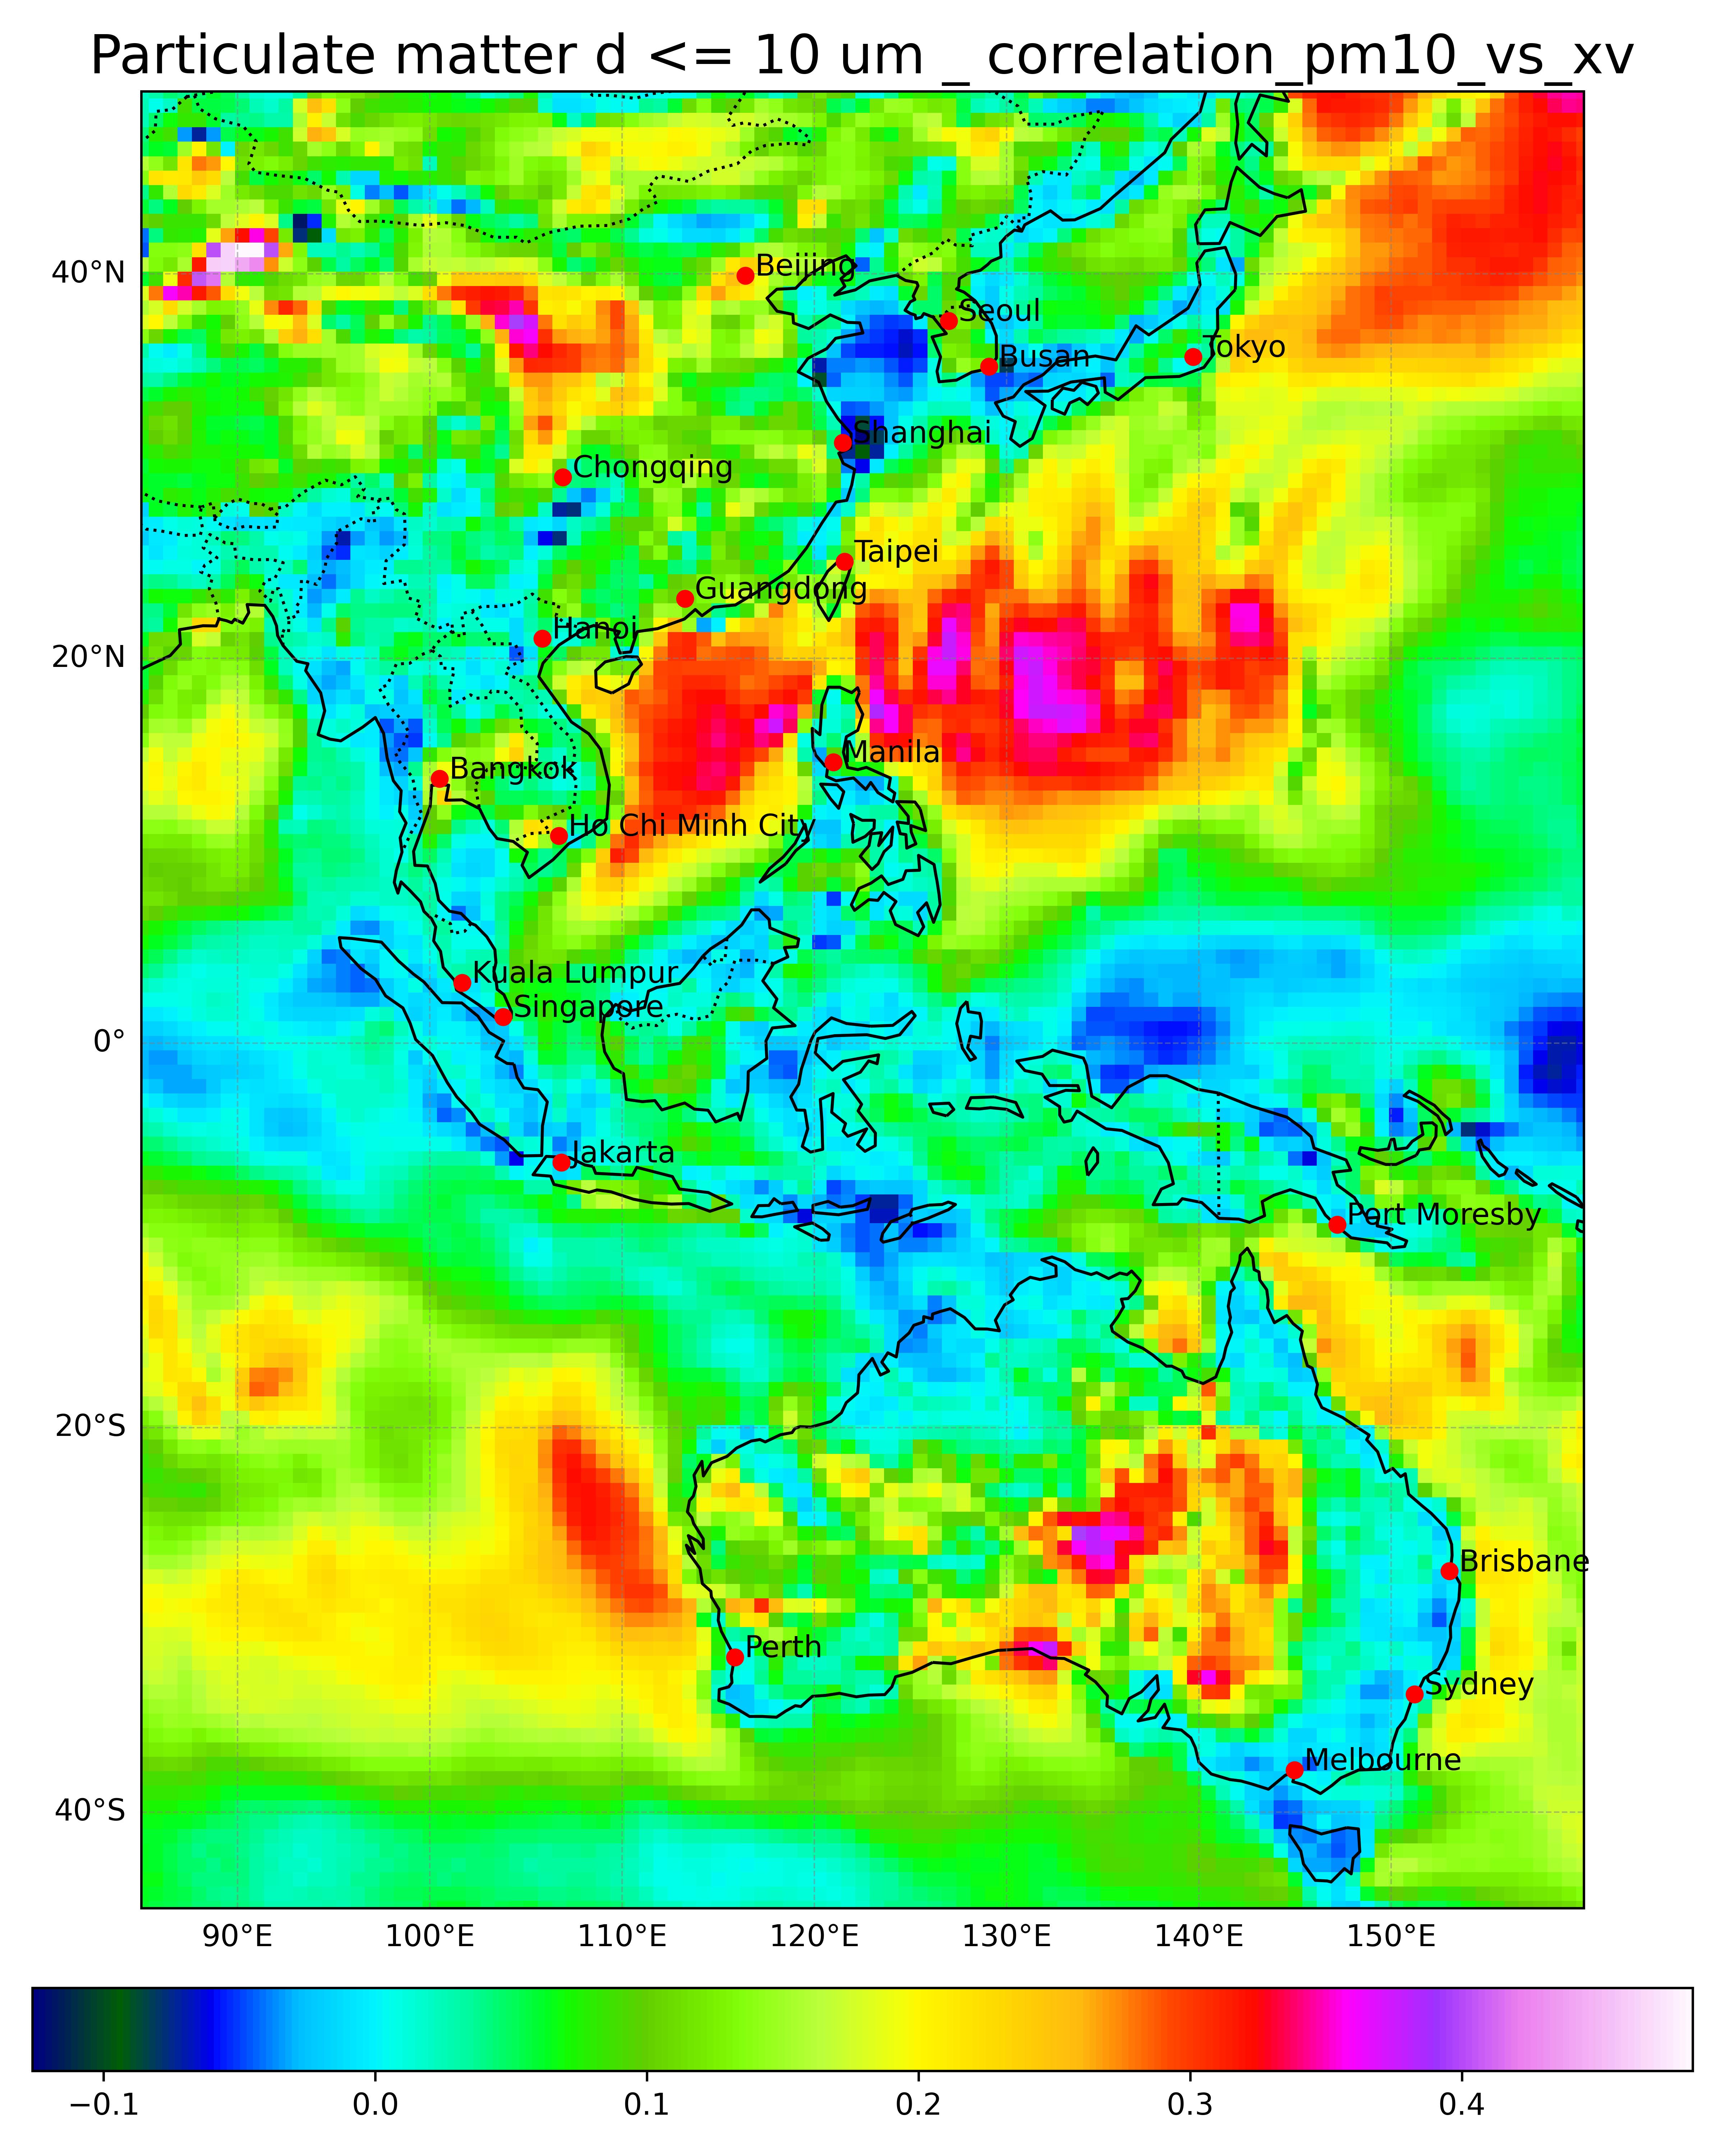 Particulate matter d <= 10 um _ correlation_pm10_vs_xv
40°N
20°N
0°
20°S
40°S
Beijing
Seoul
Busan
Tokyo
Shanghai
Chongqing
Taipei
Guangdong
Hanoi
Manila
Bangkok
Ho Chi Minh City
Kuala Lumpur
Singapore
Jakarta
Port Moresby
Brisbane
Perth
Sydney
Melbourne
90°E 100°E 110°E 120°E 130°E 140°E 150°E
−0.1 0.0 0.1 0.2 0.3 0.4